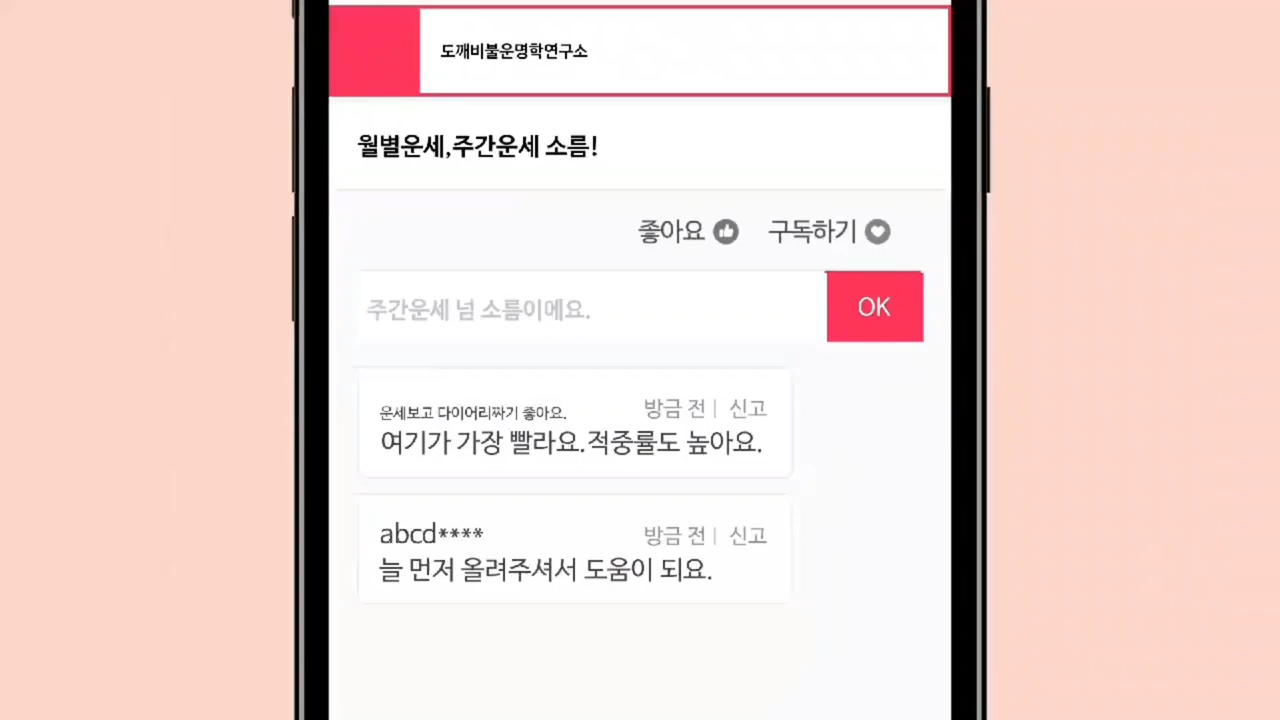 도깨비불운명학연구소
월별운세,주간운세 소름!
좋아요 구독하기
주간운세 넘 소름이에요.
OK
운세보고 다이어리짜기 좋아요.
방금 전| 신고
여기가 가장 빨라요.적중률도 높아요.
abcd****
방금 전| 신고
늘 먼저 올려주셔서 도움이 되요.